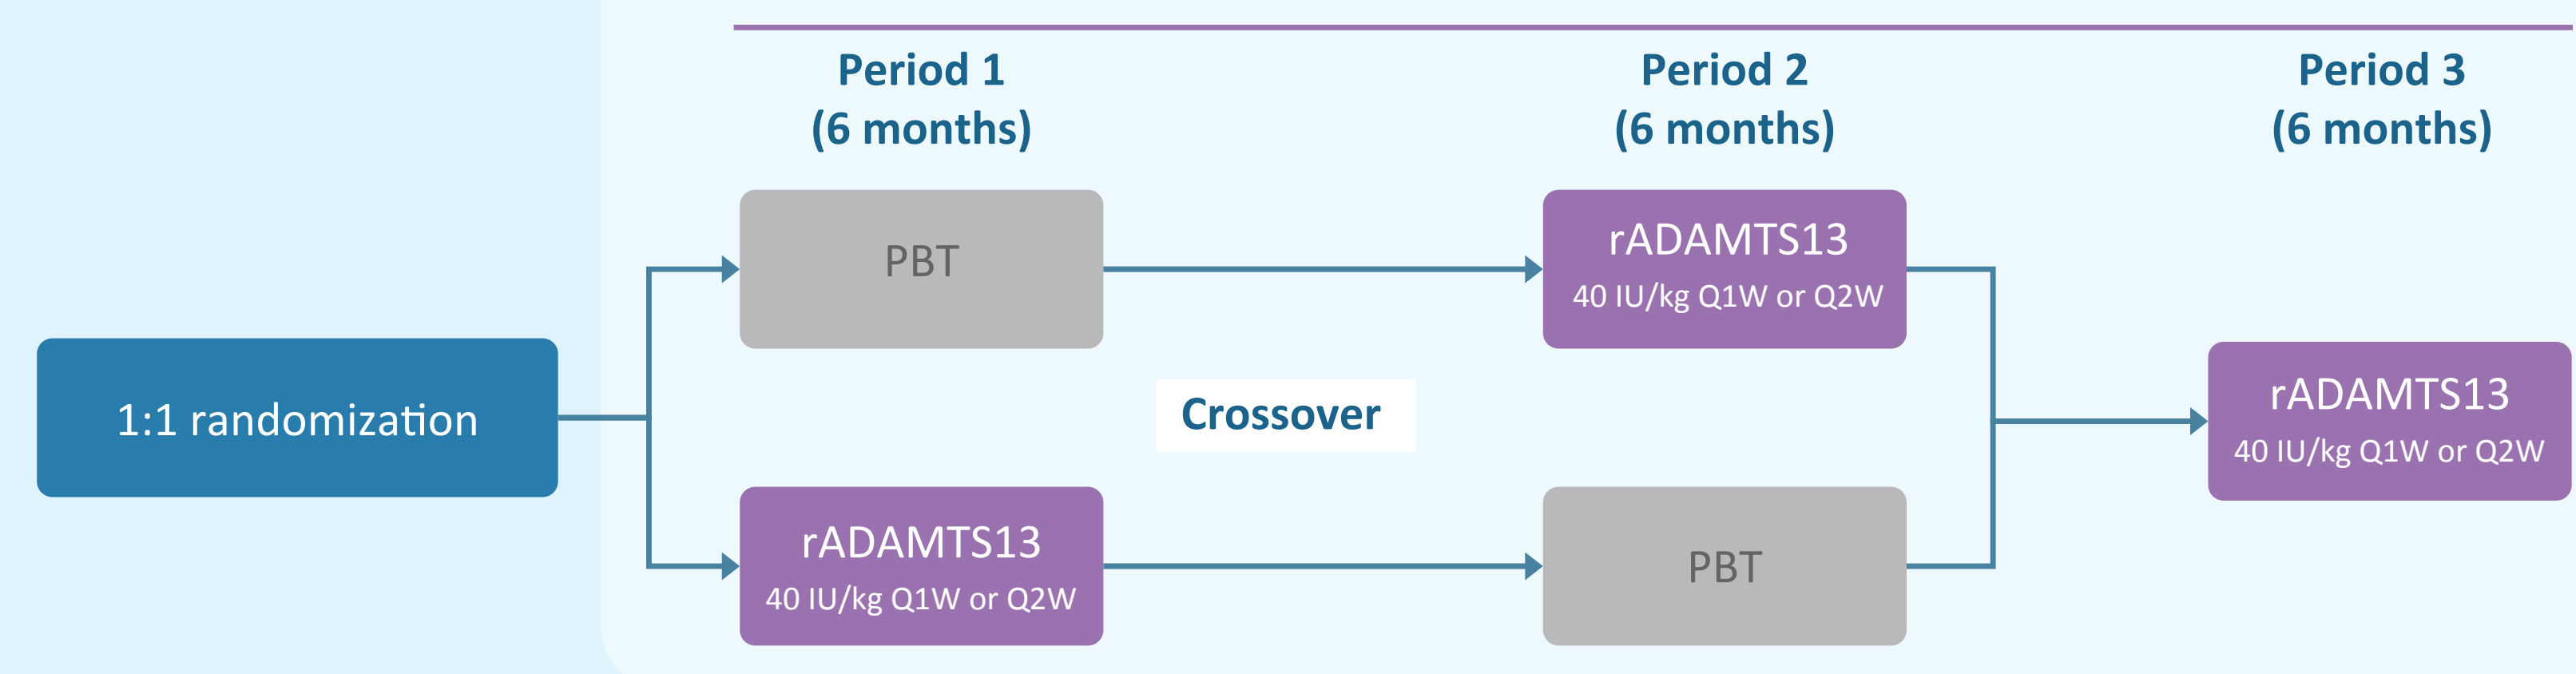 Period 1
(6 months)
Period 2
(6 months)
Period 3
(6 months)
PBT
rADAMTS13
40 IU/kg Q1W or Q2W
1:1 randomization
Crossover
rADAMTS13
40 IU/kg Q1W or Q2W
rADAMTS13
40 IU/kg Q1W or Q2W
PBT